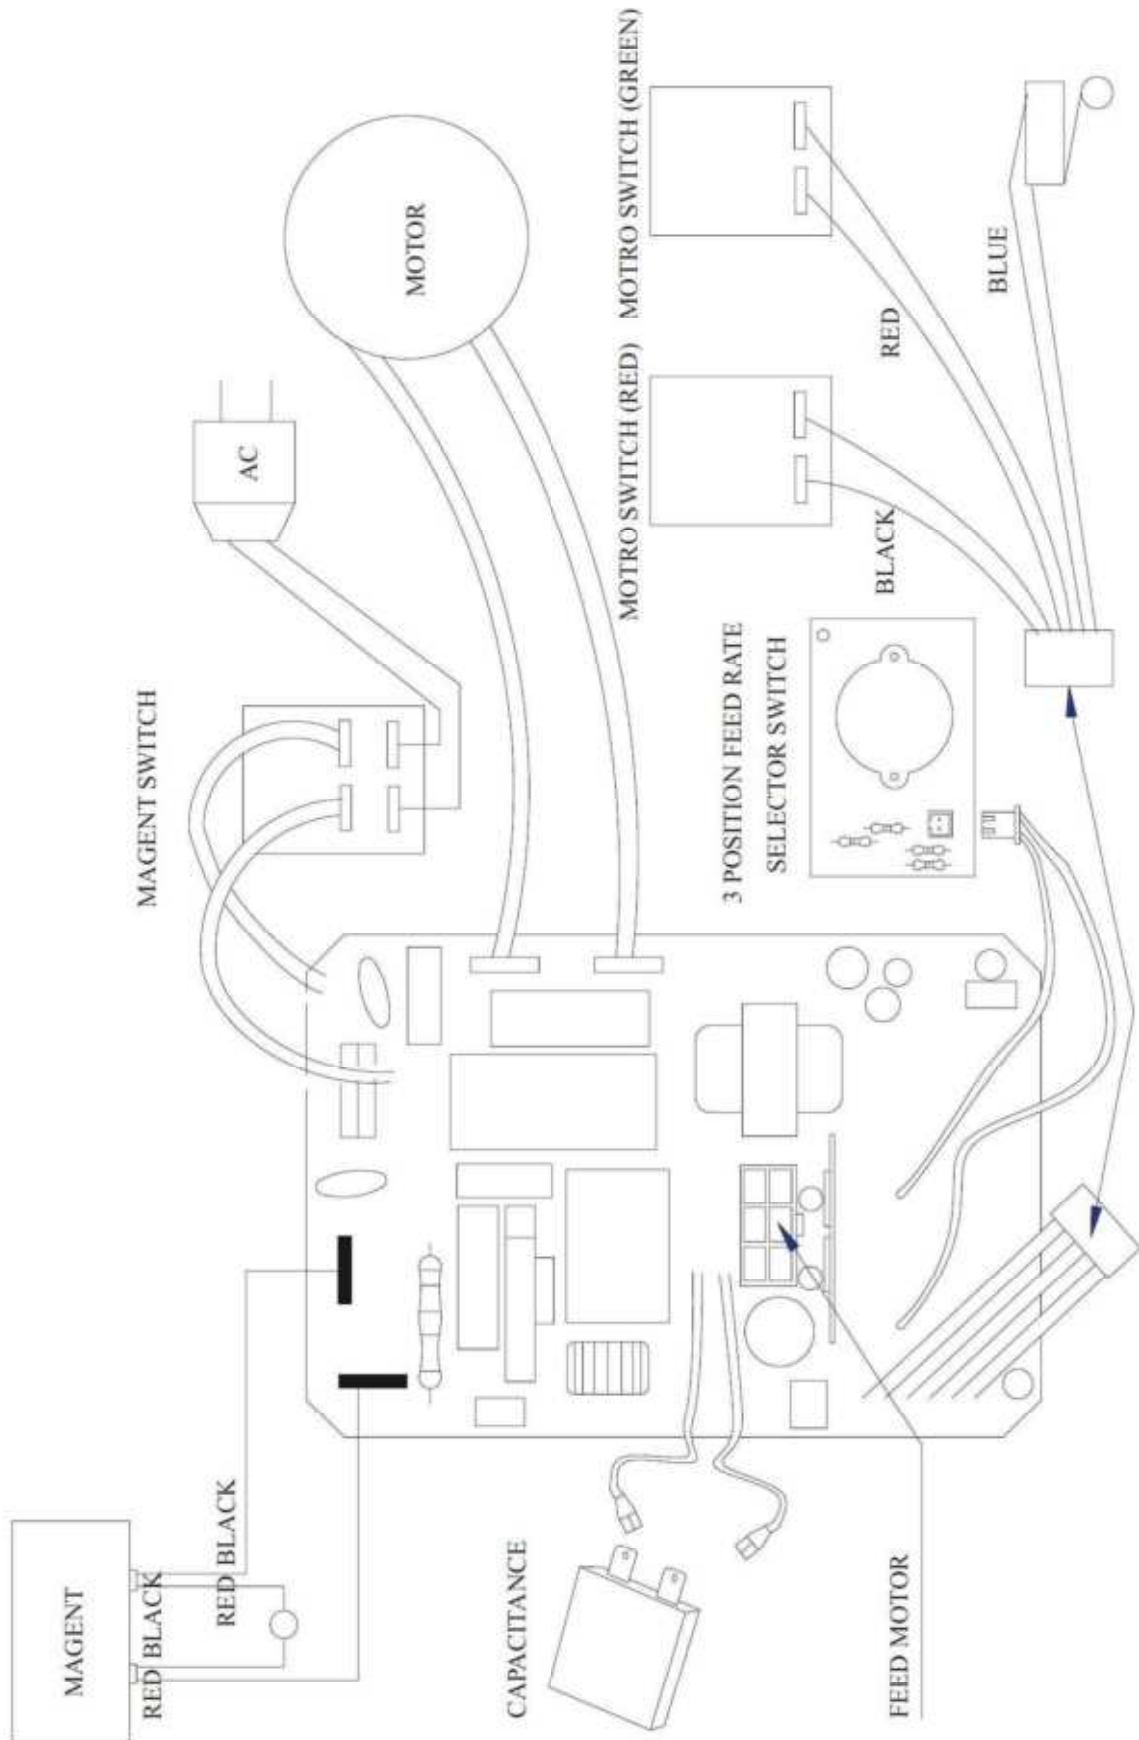 MAGENT
RED BLACK
RED BLACK
MAGENT SWITCH
AC
MOTOR
CAPACITANCE
FEED MOTOR
3 POSITION FEED RATE
SELECTOR SWITCH
MOTRO SWITCH (RED)
MOTRO SWITCH (GREEN)
BLACK
RED
BLUE